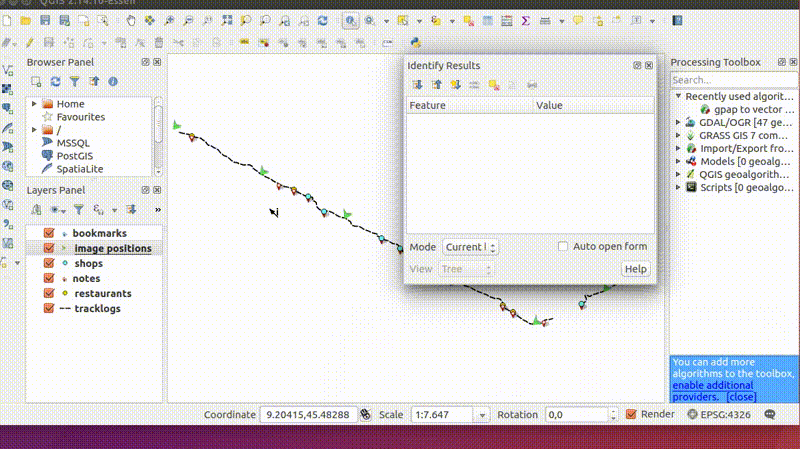 QGIS 2.14.16-Essen
Browser Panel
Home
Favourites
/
MSSQL
PostGIS
SpatiaLite
Layers Panel
»
bookmarks
image positions
shops
notes
restaurants
tracklogs
Identify Results
Feature Value
Mode Current l
Auto open form
View Tree
Help
Processing Toolbox
Search...
Recently used algorit...
gpap to vector ...
GDAL/OGR [47 ge...
GRASS GIS 7 com...
Import/Export fro...
Models [0 geoalgo...
QGIS geoalgorithm...
Scripts [0 geoalgo...
You can add more
algorithms to the toolbox,
enable additional
providers. [close]
Coordinate 9.20415,45.48288 Scale 1:7.647 Rotation 0,0 Render EPSG:4326